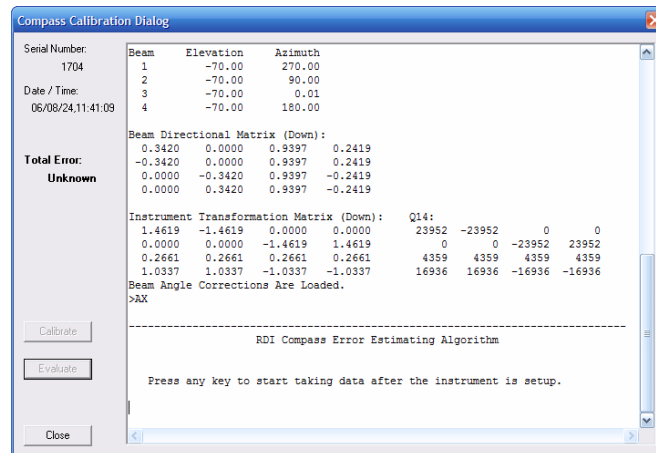 Compass Calibration Dialog
Serial Number:
1704
Date / Time:
06/08/24,11:41:09
Total Error:
Unknown
Calibrate
Evaluate
Close
Beam Elevation Azimuth
1 -70.00 270.00
2 -70.00 90.00
3 -70.00 0.01
4 -70.00 180.00
Beam Directional Matrix (Down):
0.3420 0.0000 0.9397 0.2419
-0.3420 0.0000 0.9397 0.2419
0.0000 -0.3420 0.9397 -0.2419
0.0000 0.3420 0.9397 -0.2419
Instrument Transformation Matrix (Down): Q14:
1.4619 -1.4619 0.0000 0.0000 23952 -23952 0 0
0.0000 0.0000 -1.4619 1.4619 0 0 -23952 23952
0.2661 0.2661 0.2661 0.2661 4359 4359 4359 4359
1.0337 1.0337 -1.0337 -1.0337 16936 16936 -16936 -16936
Beam Angle Corrections Are Loaded.
>AX
------------------------------------------------------------------------------
RDI Compass Error Estimating Algorithm
Press any key to start taking data after the instrument is setup.